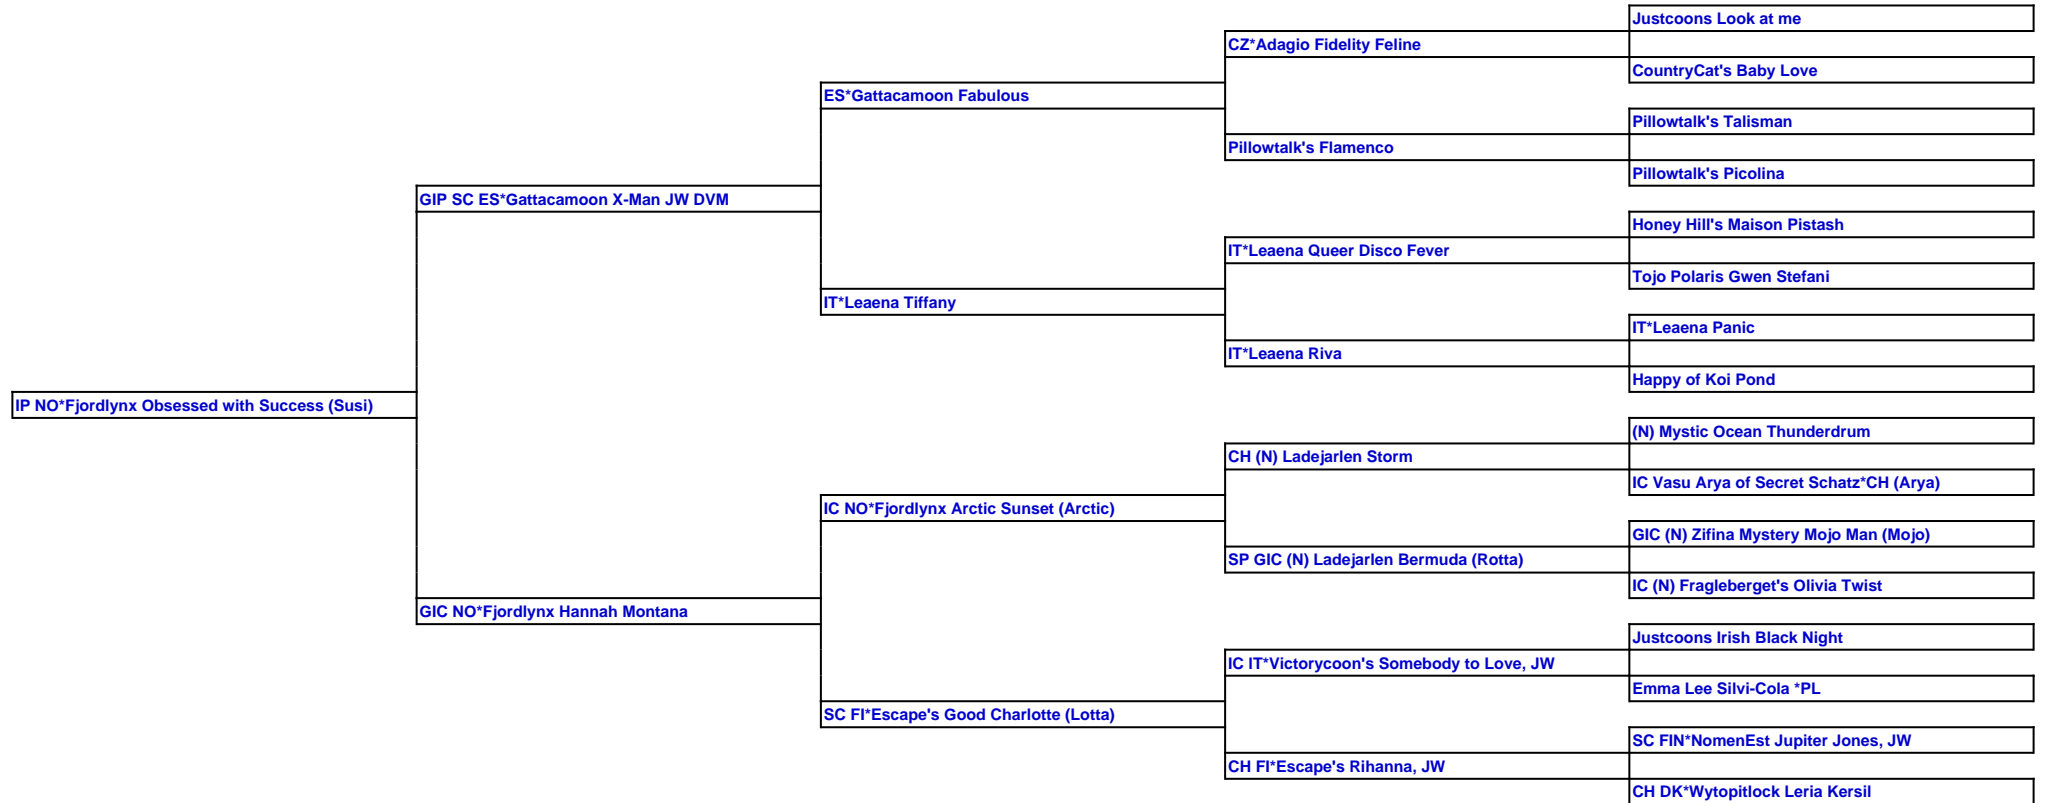 Justcoons Look at me
CZ*Adagio Fidelity Feline
CountryCat's Baby Love
ES*Gattacamoon Fabulous
Pillowtalk's Talisman
Pillowtalk's Flamenco
Pillowtalk's Picolina
GIP SC ES*Gattacamoon X-Man JW DVM
Honey Hill's Maison Pistash
IT*Leaena Queer Disco Fever
Tojo Polaris Gwen Stefani
IT*Leaena Tiffany
IT*Leaena Panic
IT*Leaena Riva
Happy of Koi Pond
IP NO*Fjordlynx Obsessed with Success (Susi)
(N) Mystic Ocean Thunderdrum
CH (N) Ladejarlen Storm
IC Vasu Arya of Secret Schatz*CH (Arya)
IC NO*Fjordlynx Arctic Sunset (Arctic)
GIC (N) Zifina Mystery Mojo Man (Mojo)
SP GIC (N) Ladejarlen Bermuda (Rotta)
IC (N) Fragleberget's Olivia Twist
GIC NO*Fjordlynx Hannah Montana
Justcoons Irish Black Night
IC IT*Victorycoon's Somebody to Love, JW
Emma Lee Silvi-Cola *PL
SC FI*Escape's Good Charlotte (Lotta)
SC FIN*NomenEst Jupiter Jones, JW
CH FI*Escape's Rihanna, JW
CH DK*Wytopitlock Leria Kersil